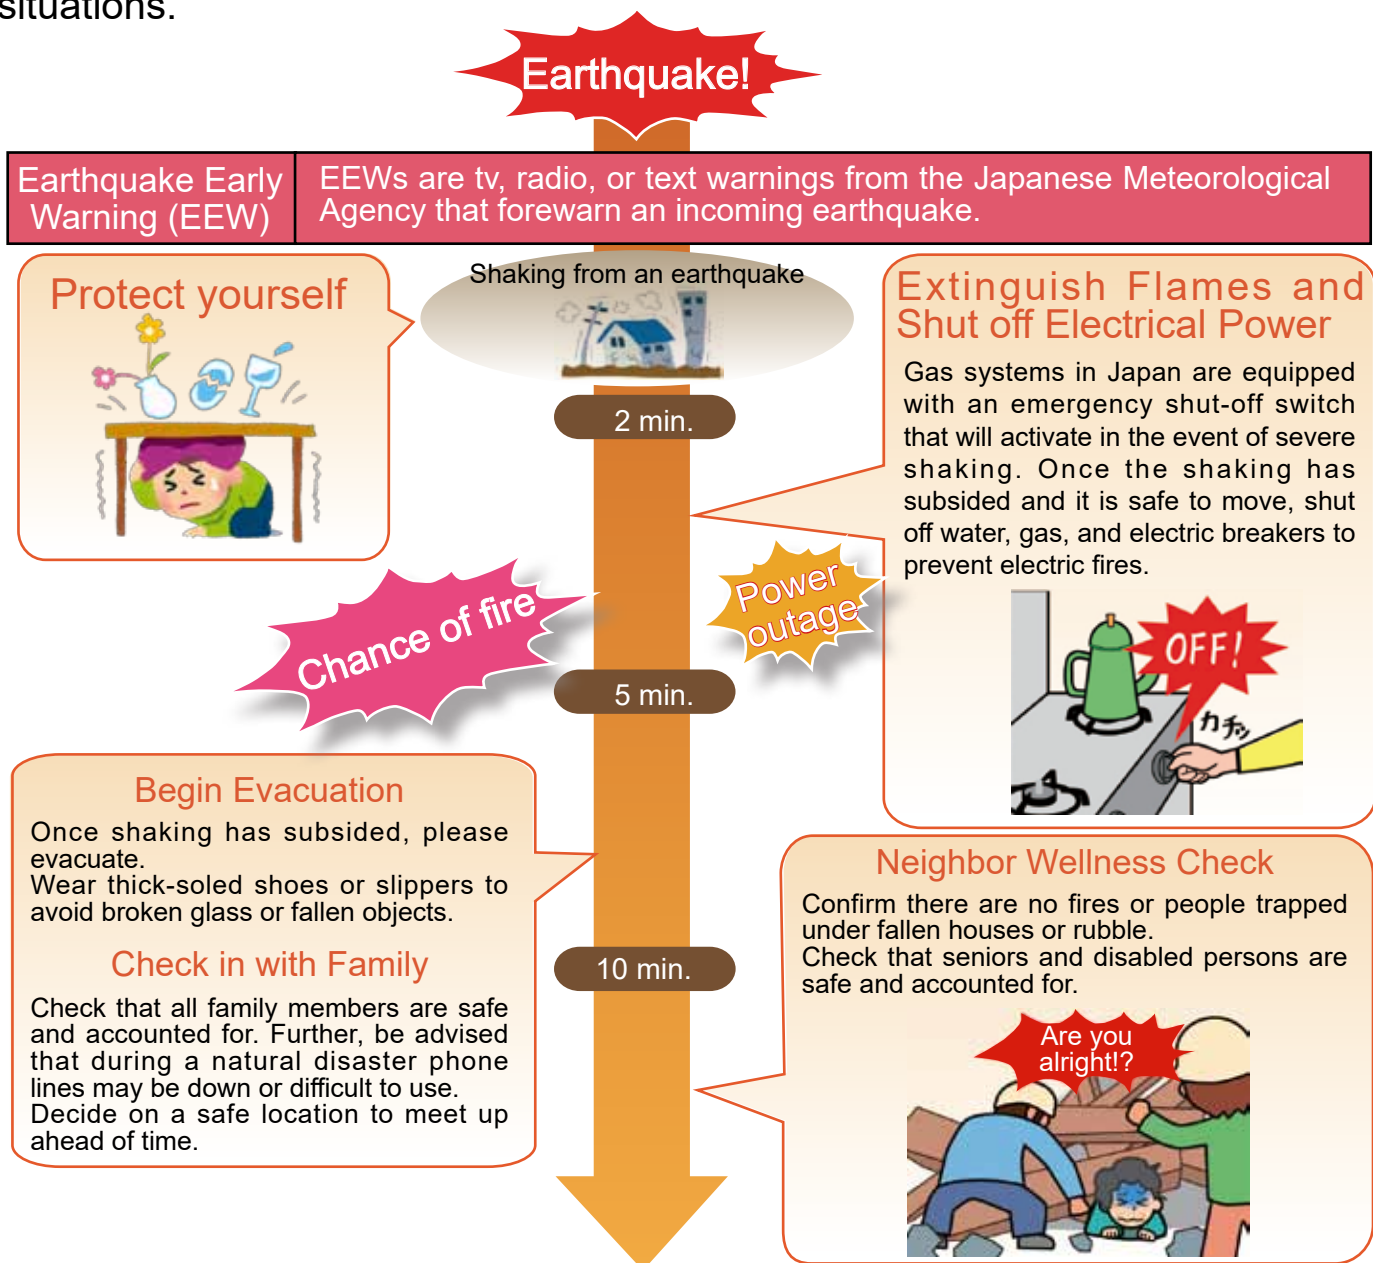 situations.
Earthquake!
Earthquake Early
Warning (EEW)
EEWs are tv, radio, or text warnings from the Japanese Meteorological
Agency that forewarn an incoming earthquake.
Protect yourself
Shaking from an earthquake
2 min.
Extinguish Flames and
Shut off Electrical Power
Gas systems in Japan are equipped
with an emergency shut-off switch
that will activate in the event of severe
shaking. Once the shaking has
subsided and it is safe to move, shut
off water, gas, and electric breakers to
prevent electric fires.
OFF!
カチッ
Chance of fire
Power
outage
5 min.
Begin Evacuation
Once shaking has subsided, please
evacuate.
Wear thick-soled shoes or slippers to
avoid broken glass or fallen objects.
Check in with Family
Check that all family members are safe
and accounted for. Further, be advised
that during a natural disaster phone
lines may be down or difficult to use.
Decide on a safe location to meet up
ahead of time.
10 min.
Neighbor Wellness Check
Confirm there are no fires or people trapped
under fallen houses or rubble.
Check that seniors and disabled persons are
safe and accounted for.
Are you
alright!?